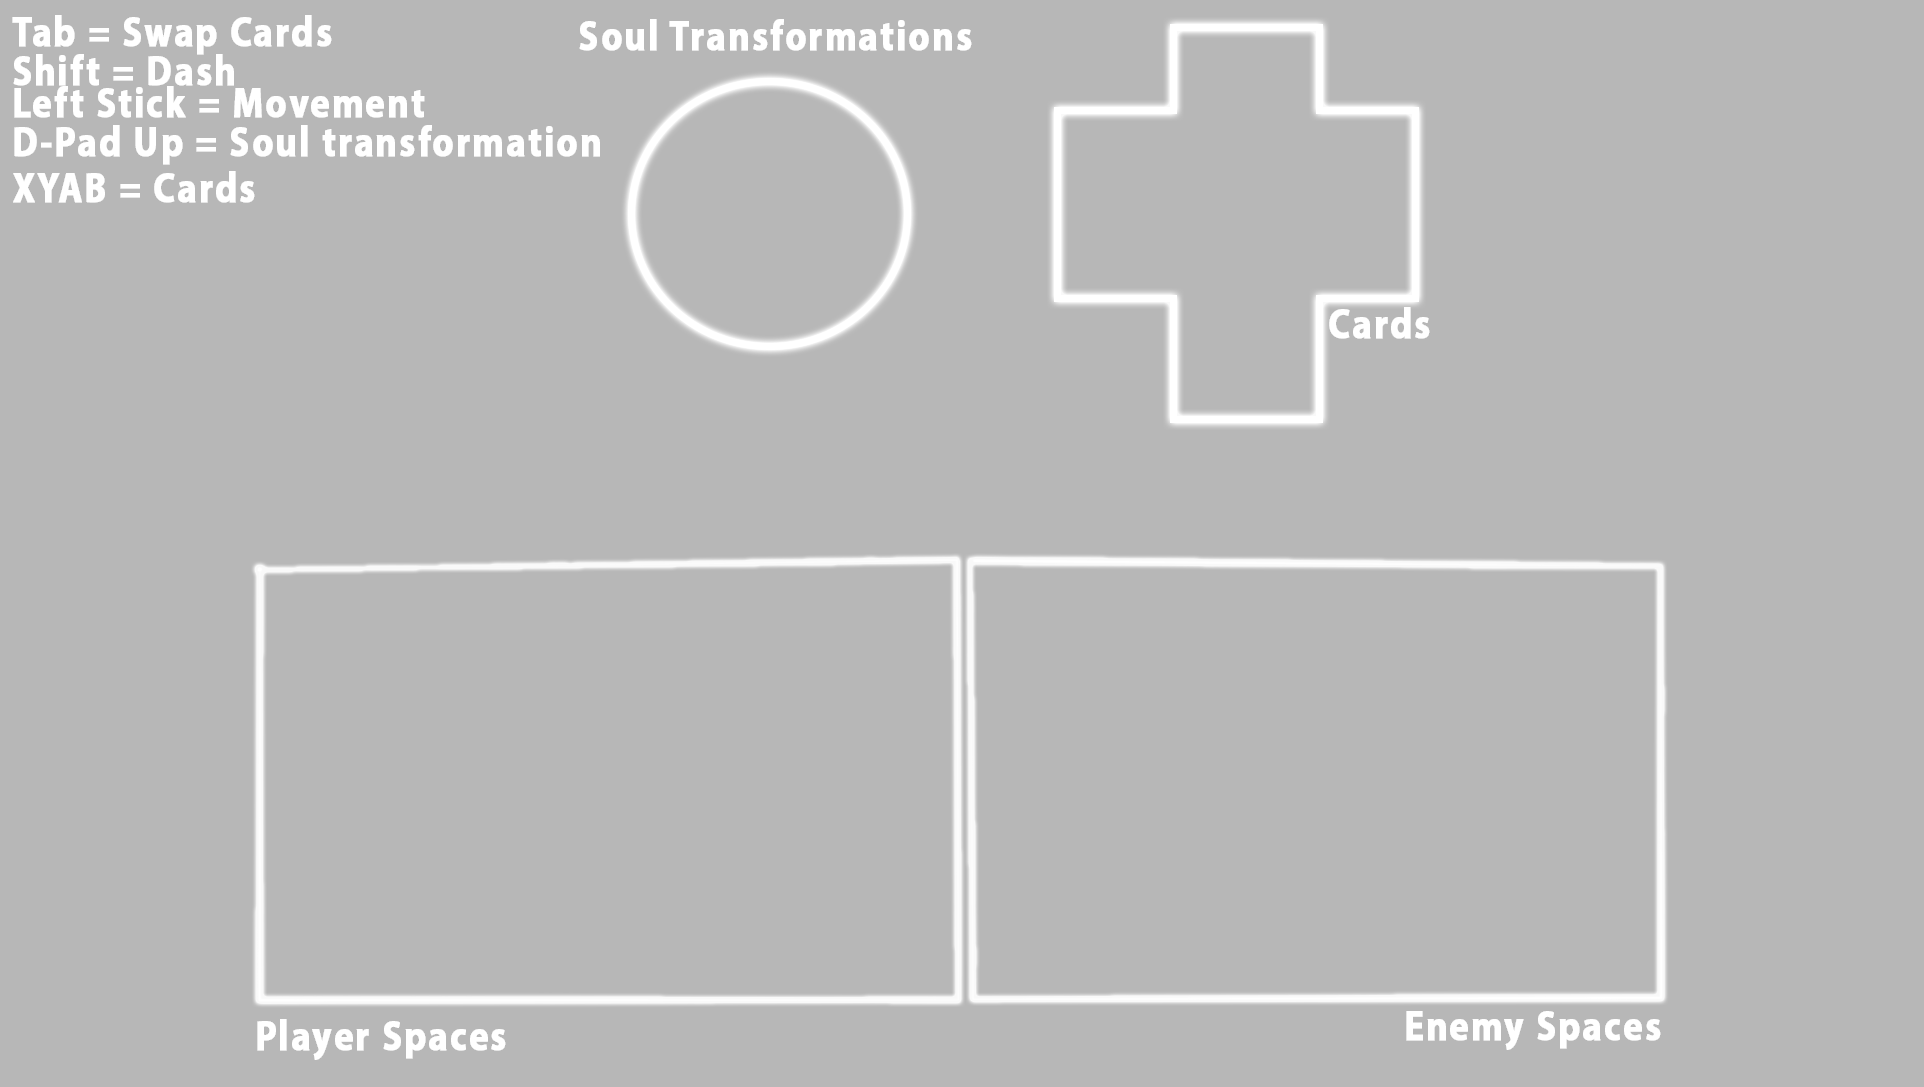 Tab = Swap Cards
Shift = Dash
Left Stick = Movement
D-Pad Up = Soul transformation
XYAB = Cards
Soul Transformations
Cards
Player Spaces
Enemy Spaces